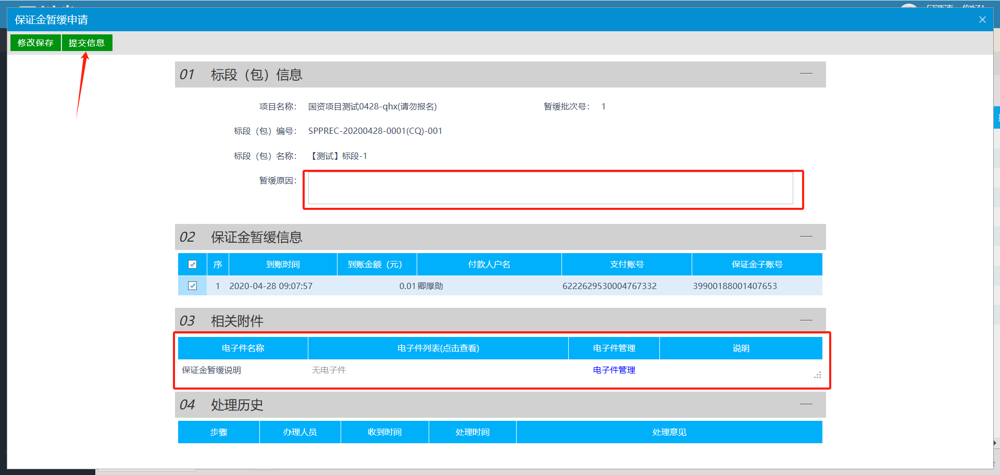 保证金暂缓申请
修改保存 提交信息
01 标段（包）信息
项目名称： 国资项目测试0428-qhx(请勿报名) 暂缓批次号： 1
标段（包）编号： SPPREC-20200428-0001(CQ)-001
标段（包）名称： 【测试】标段-1
暂缓原因：
02 保证金暂缓信息
序 到账时间 到账金额（元） 付款人户名 支付账号 保证金子账号
1 2020-04-28 09:07:57 0.01 卿厚勋 6222629530004767332 39900188001407653
03 相关附件
电子件名称 电子件列表(点击查看) 电子件管理 说明
保证金暂缓说明 无电子件 电子件管理
04 处理历史
步骤 办理人员 收到时间 处理时间 处理意见